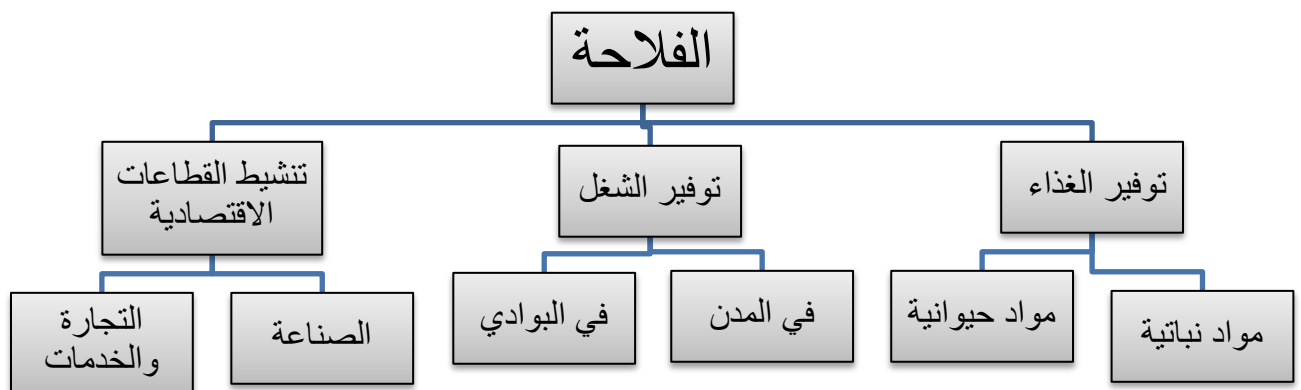 الفلاحة
توفير الغذاء
توفير الشغل
تنشيط القطاعات
الاقتصادية
مواد نباتية
مواد حيوانية
في المدن
في البوادي
الصناعة
التجارة
والخدمات